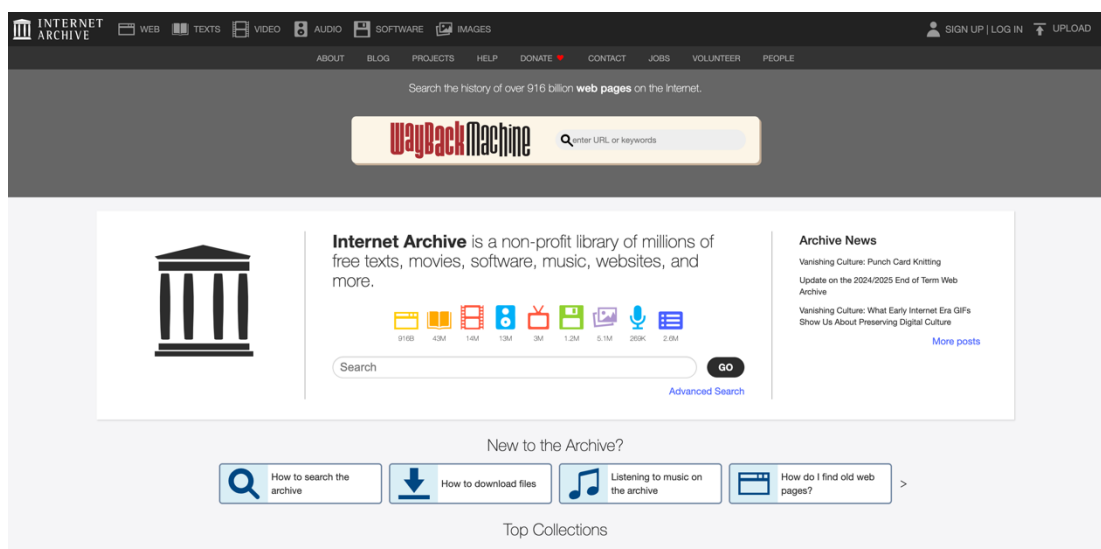 INTERNET
ARCHIVE
WEB
TEXTS
VIDEO
AUDIO
SOFTWARE
IMAGES
SIGN UP | LOG IN
UPLOAD
ABOUT
BLOG
PROJECTS
HELP
DONATE
CONTACT
JOBS
VOLUNTEER
PEOPLE
Search the history of over 916 billion web pages on the Internet.
WayBackMachine
enter URL or keywords
Internet Archive is a non-profit library of millions of
free texts, movies, software, music, websites, and
more.
916B
43M
14M
13M
3M
1.2M
5.1M
269K
2.6M
Search
GO
Advanced Search
Archive News
Vanishing Culture: Punch Card Knitting
Update on the 2024/2025 End of Term Web
Archive
Vanishing Culture: What Early Internet Era GIFs
Show Us About Preserving Digital Culture
More posts
New to the Archive?
How to search the
archive
How to download files
Listening to music on
the archive
How do I find old web
pages?
>
Top Collections